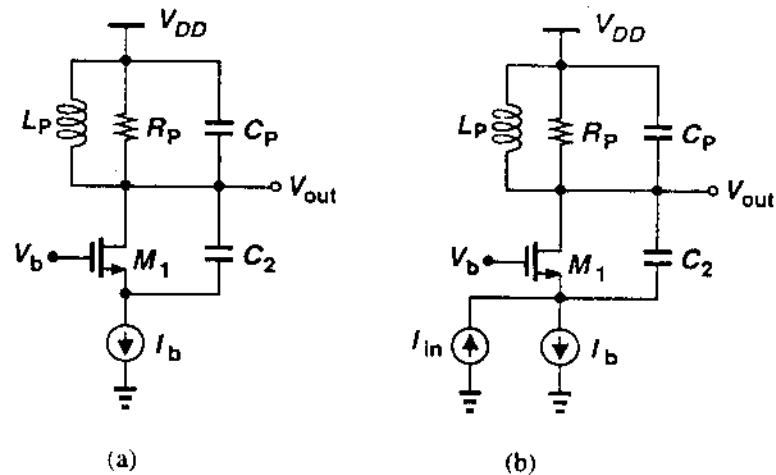 V_DD
L_P
R_P
C_P
V_out
V_b
M_1
C_2
I_b
(a)
V_DD
L_P
R_P
C_P
V_out
V_b
M_1
C_2
I_in
I_b
(b)